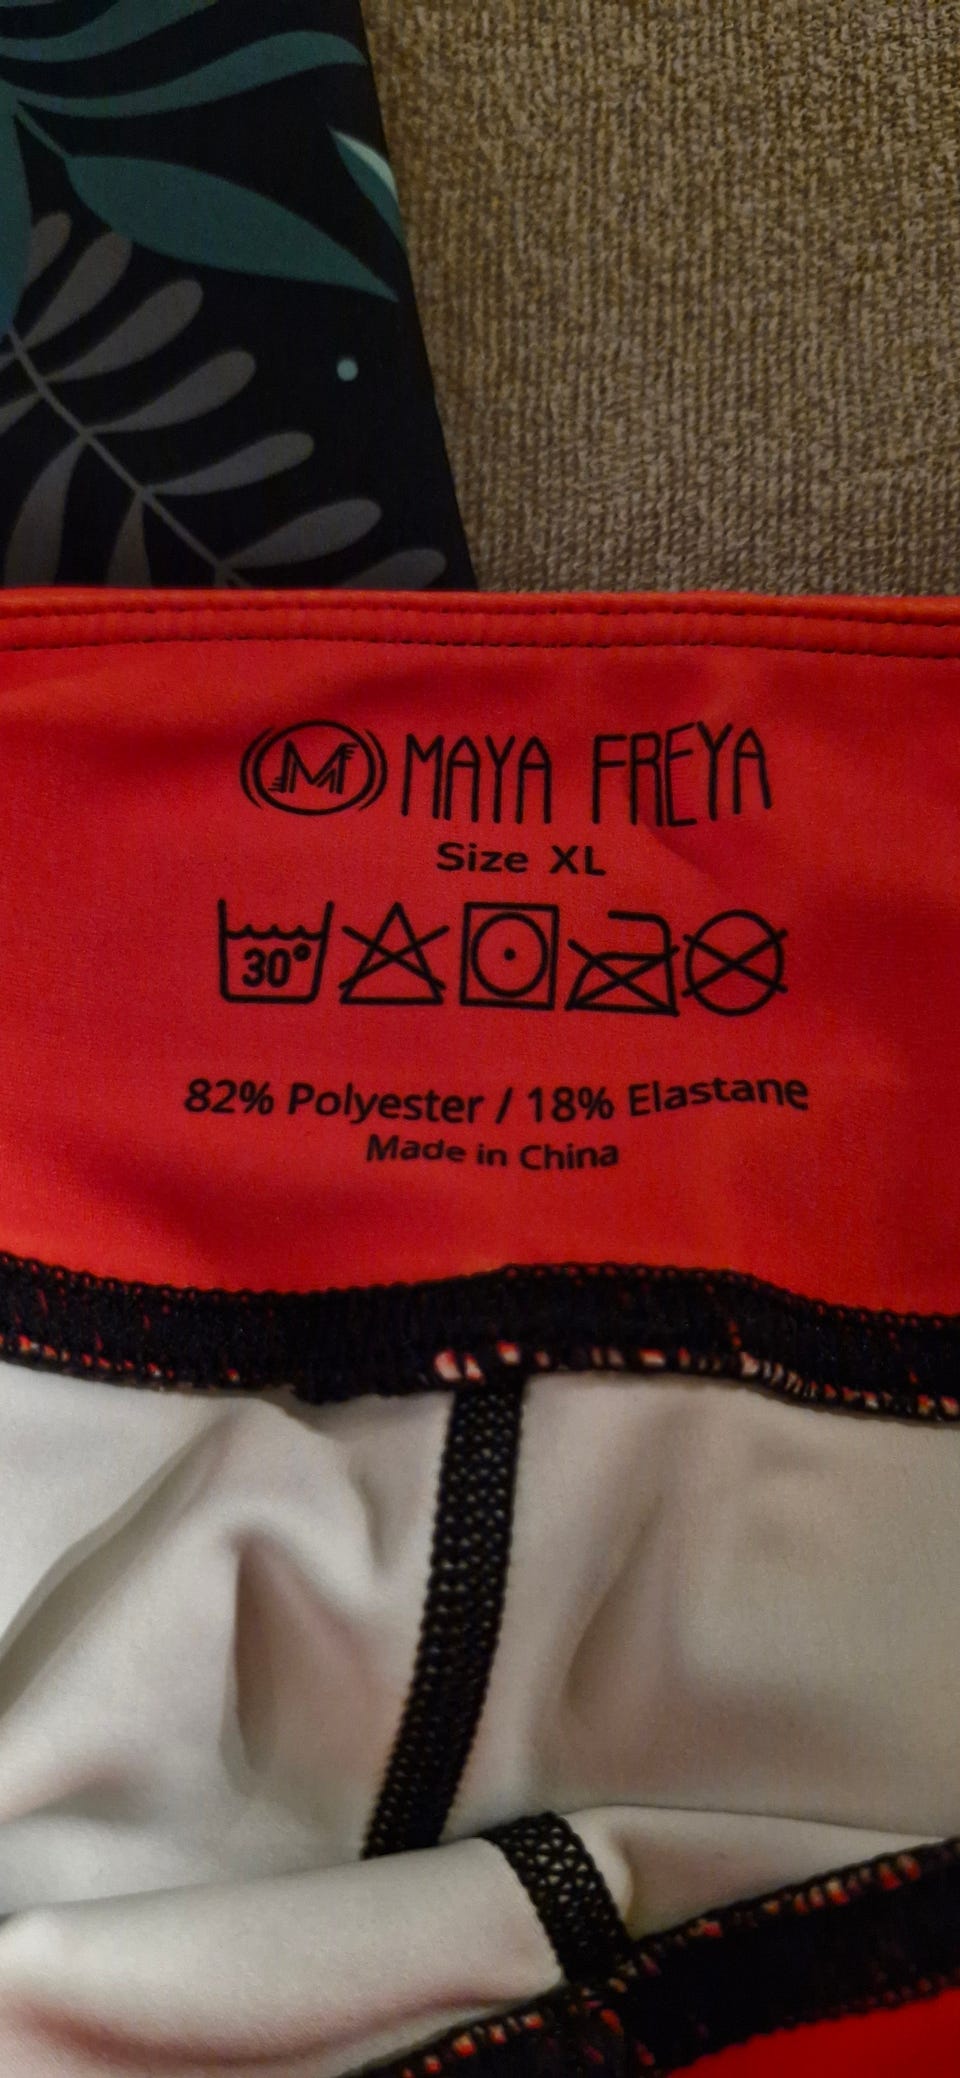 M MAYA FREYA
Size XL
30°
82% Polyester / 18% Elastane
Made in China